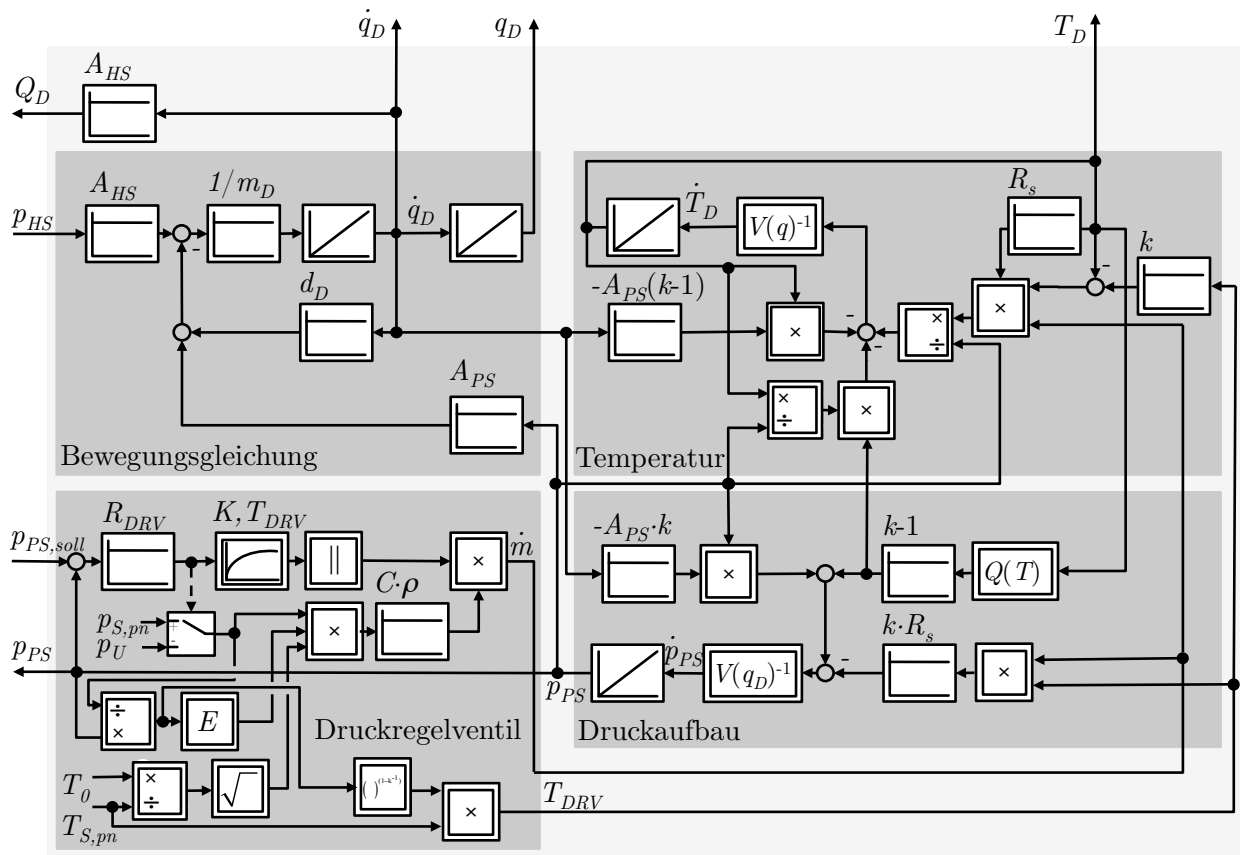 q̇_D q_D T_D
A_HS
Q_D
A_HS 1/m_D R_s
p_HS - q̇_D Ṫ_D V(q)⁻¹ k
-
d_D -A_PS(k-1)
× - - × ÷ ×
A_PS
× ÷ ×
Bewegungsgleichung Temperatur
R_DRV K,T_DRV -A_PS·k k-1
p_PS,soll || × ṁ × Q(T)
C·ρ
p_S,pn + × k·R_s
p_U -
p_PS p_PS ṗ_PS V(q_D)⁻¹ - ×
÷ × E Druckregelventil Druckaufbau
T_0 × ÷ √ ( )^(1-k⁻¹) × T_DRV
T_S,pn